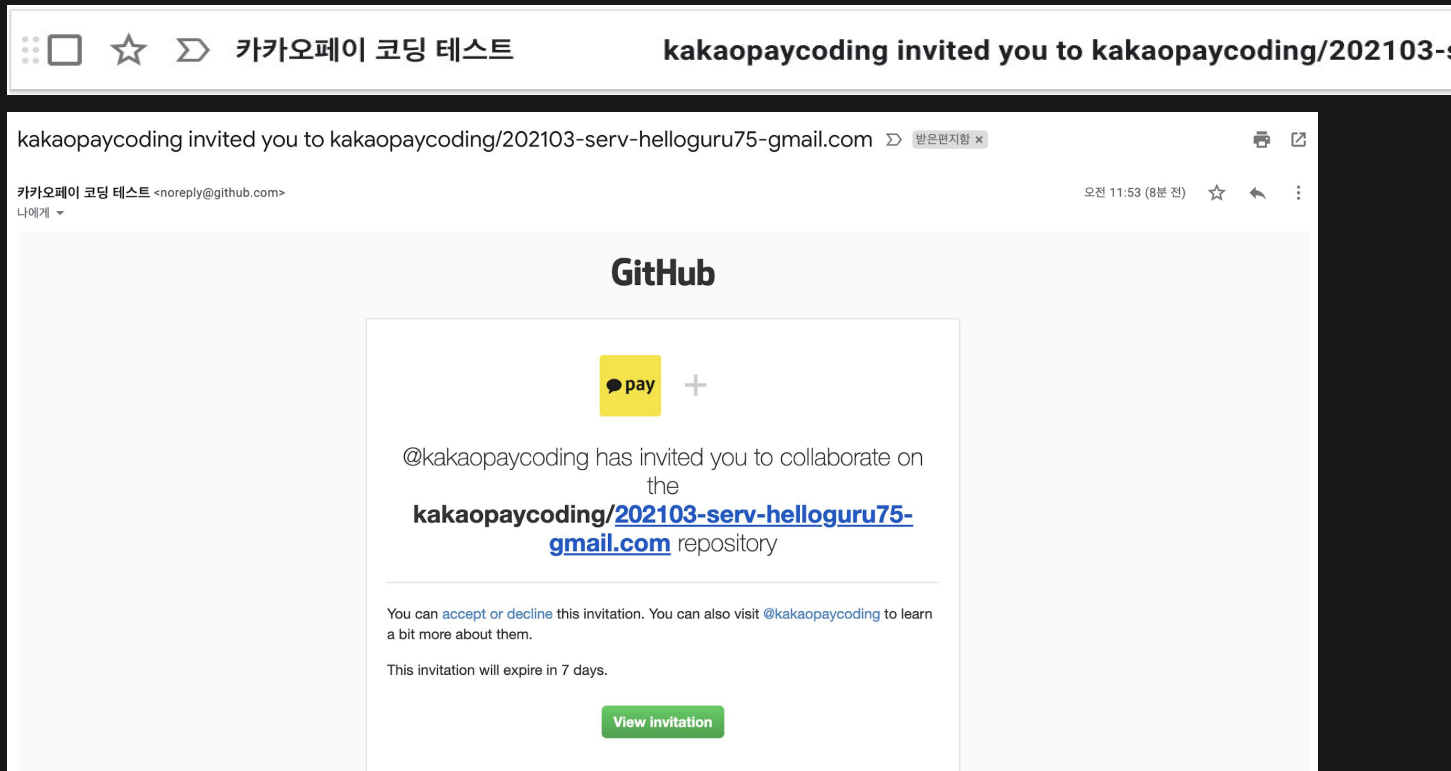 카카오페이 코딩 테스트 kakaopaycoding invited you to kakaopaycoding/202103-
kakaopaycoding invited you to kakaopaycoding/202103-serv-helloguru75-gmail.com 받은편지함 ×
카카오페이 코딩 테스트 <noreply@github.com> 오전 11:53 (8분 전)
나에게
GitHub
pay +
@kakaopaycoding has invited you to collaborate on
the
kakaopaycoding/202103-serv-helloguru75-
gmail.com repository
You can accept or decline this invitation. You can also visit @kakaopaycoding to learn
a bit more about them.
This invitation will expire in 7 days.
View invitation